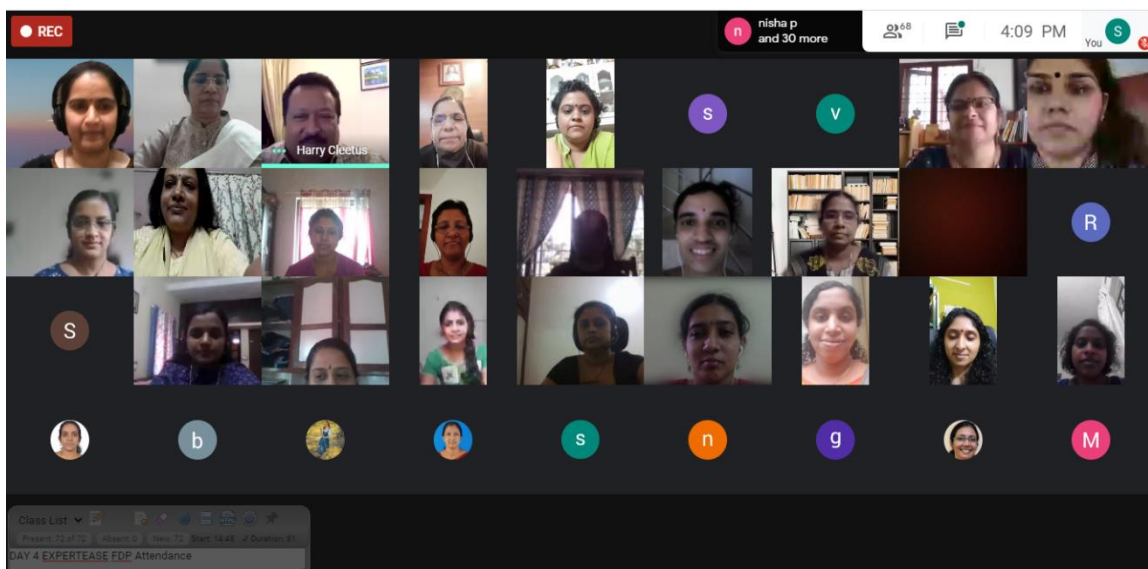 REC
n nisha p
and 30 more
68
4:09 PM
You S
Harry Cleetus
S
V
R
S
b
s
n
g
M
Class List
Present: 72 of 72 Absent: 0 New: 72 Start: 14:48 Duration: 81
DAY 4 EXPERTEASE FDP Attendance